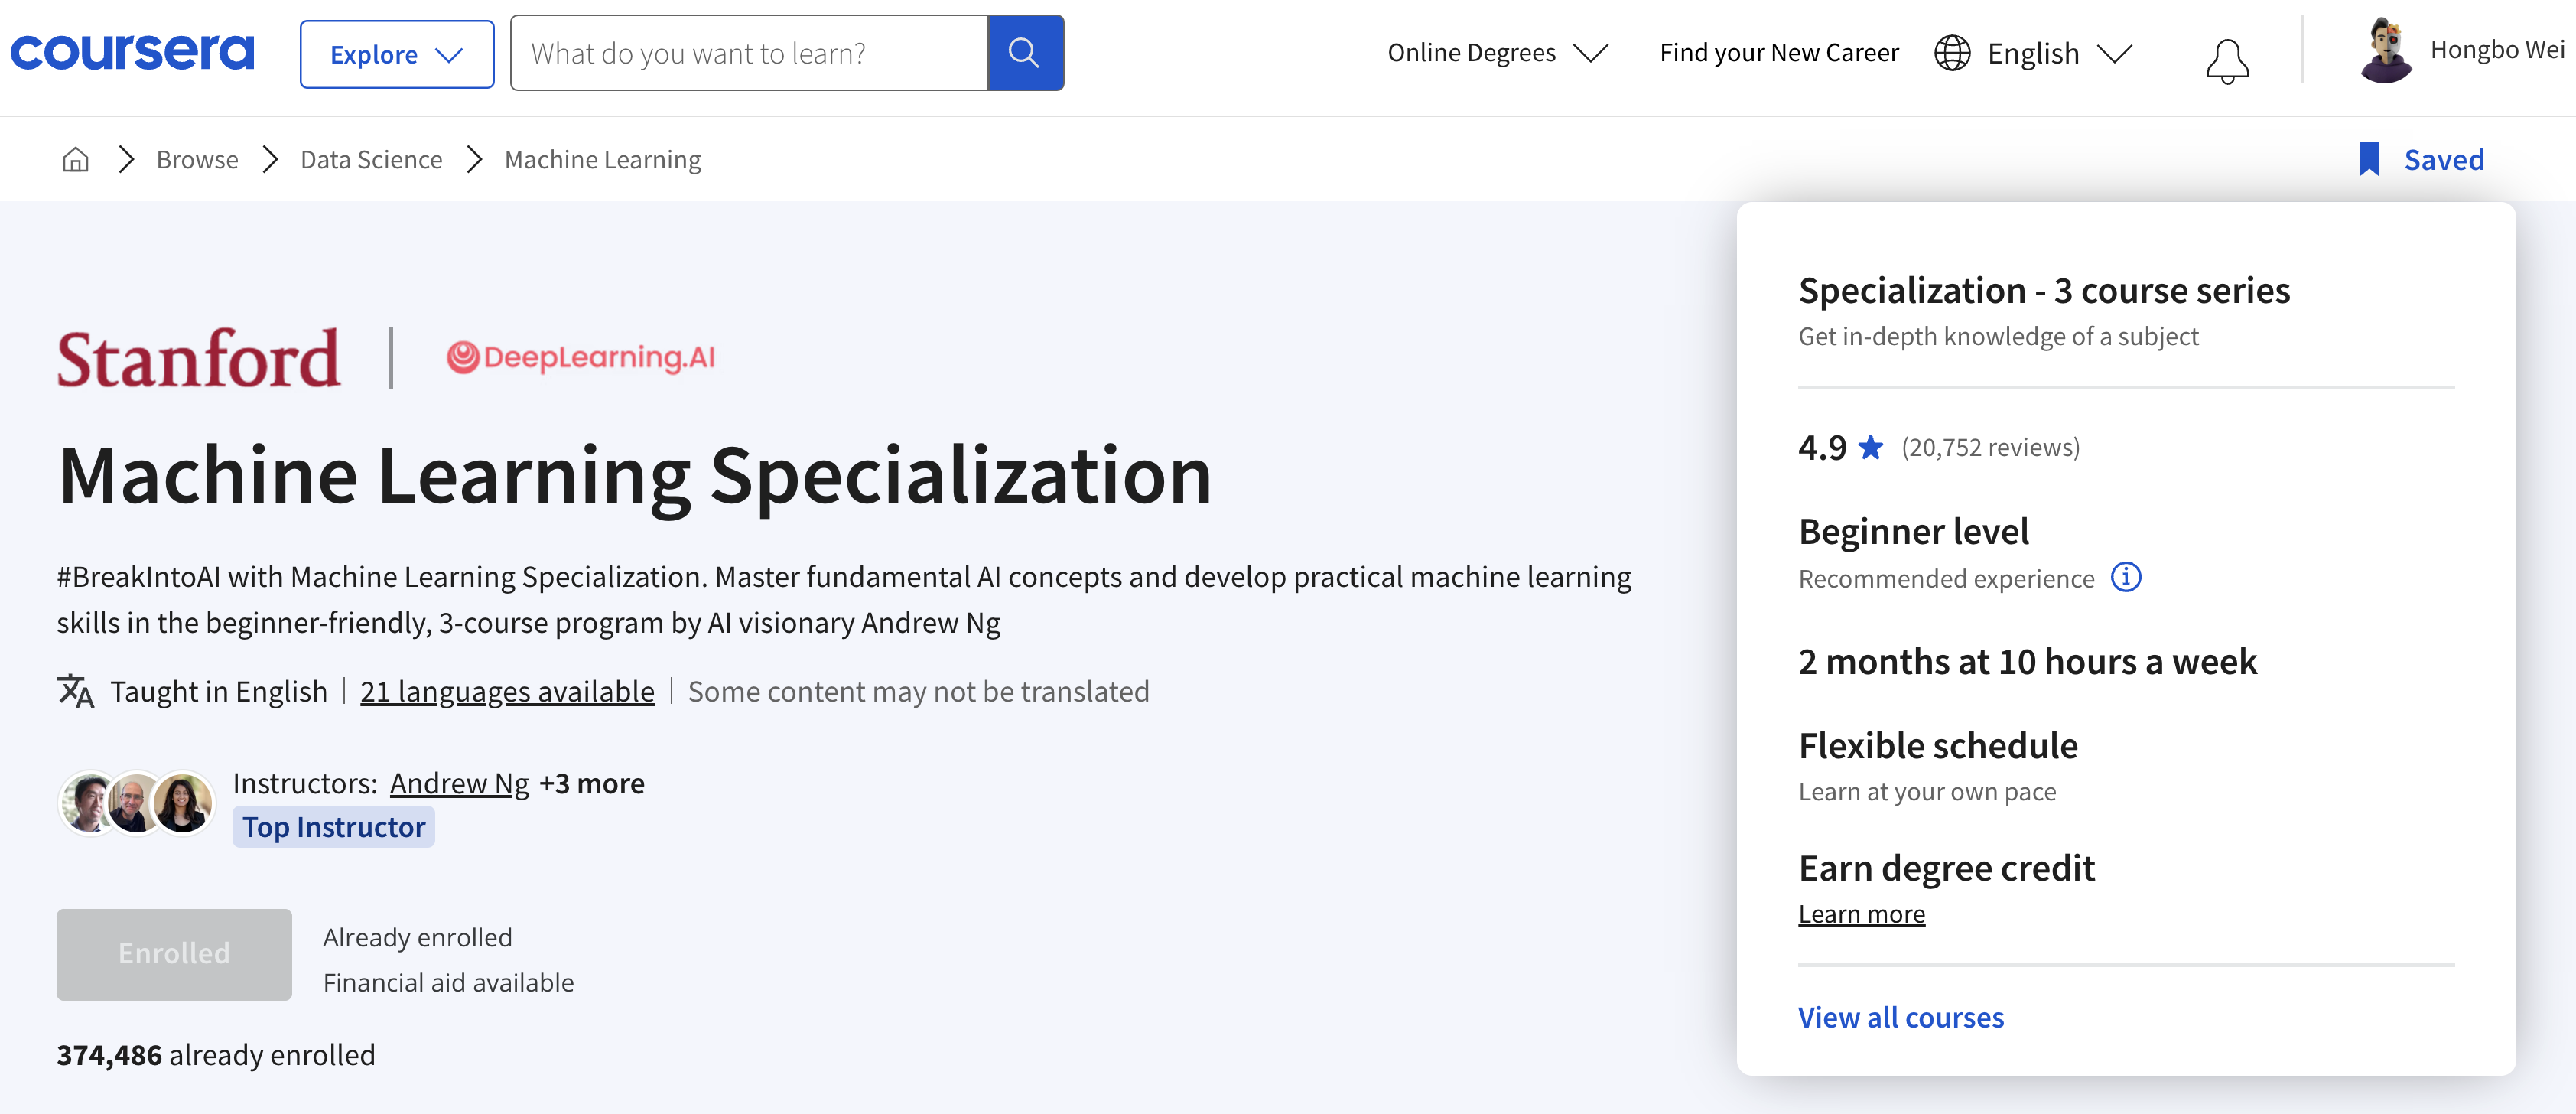 coursera
Explore
What do you want to learn?
Online Degrees
Find your New Career
English
Hongbo Wei
Browse
Data Science
Machine Learning
Saved
Stanford
DeepLearning.AI
Machine Learning Specialization
#BreakIntoAI with Machine Learning Specialization. Master fundamental AI concepts and develop practical machine learning
skills in the beginner-friendly, 3-course program by AI visionary Andrew Ng
Taught in English | 21 languages available | Some content may not be translated
Instructors: Andrew Ng +3 more
Top Instructor
Enrolled
Already enrolled
Financial aid available
374,486 already enrolled
Specialization - 3 course series
Get in-depth knowledge of a subject
4.9 ★ (20,752 reviews)
Beginner level
Recommended experience
2 months at 10 hours a week
Flexible schedule
Learn at your own pace
Earn degree credit
Learn more
View all courses